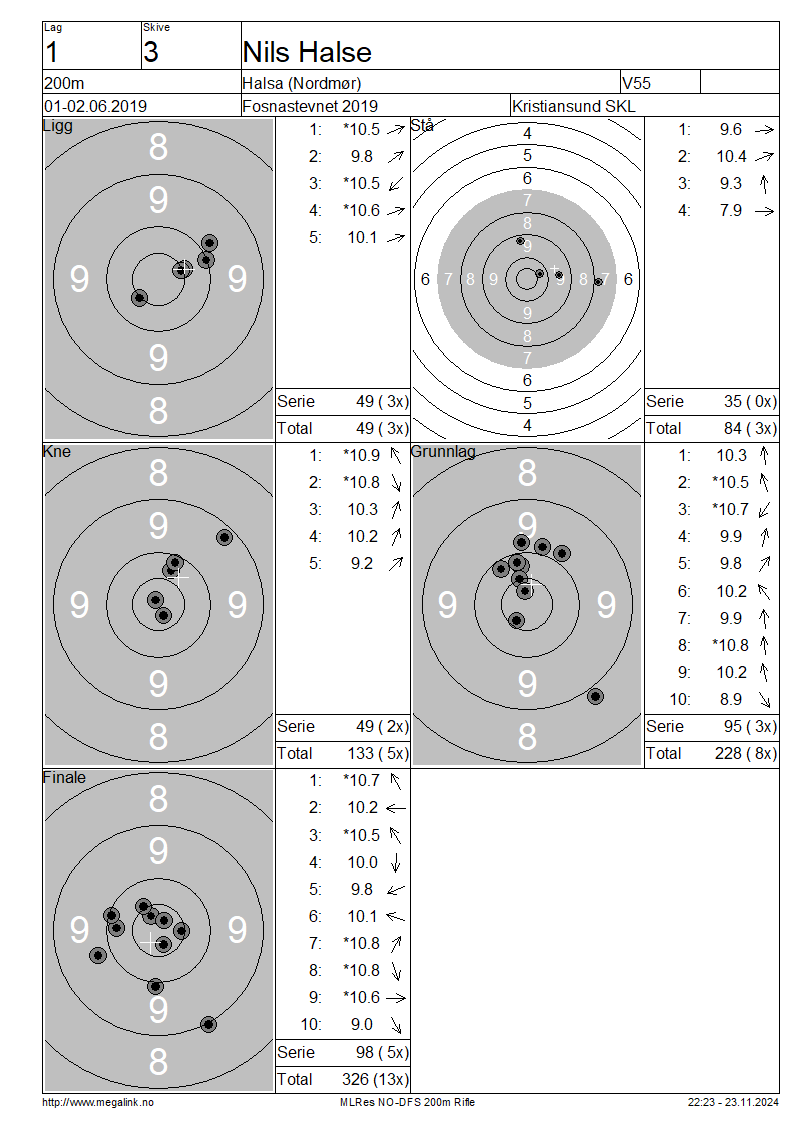 Lag
Skive
1
3
Nils Halse
200m
Halsa (Nordmør)
V55
01-02.06.2019
Fosnastevnet 2019
Kristiansund SKL
Ligg
8
9
9
9
9
8
1: *10.5
2: 9.8
3: *10.5
4: *10.6
5: 10.1
Serie 49 ( 3x)
Total 49 ( 3x)
Stå
4
5
6
7
8
9
6 7 8 9 9 8 7 6
9
8
7
6
5
4
1: 9.6
2: 10.4
3: 9.3
4: 7.9
Serie 35 ( 0x)
Total 84 ( 3x)
Kne
8
9
9
9
9
8
1: *10.9
2: *10.8
3: 10.3
4: 10.2
5: 9.2
Serie 49 ( 2x)
Total 133 ( 5x)
Grunnlag
8
9
9
9
9
8
1: 10.3
2: *10.5
3: *10.7
4: 9.9
5: 9.8
6: 10.2
7: 9.9
8: *10.8
9: 10.2
10: 8.9
Serie 95 ( 3x)
Total 228 ( 8x)
Finale
8
9
9
9
9
8
1: *10.7
2: 10.2
3: *10.5
4: 10.0
5: 9.8
6: 10.1
7: *10.8
8: *10.8
9: *10.6
10: 9.0
Serie 98 ( 5x)
Total 326 (13x)
http://www.megalink.no
MLRes NO-DFS 200m Rifle
22:23 - 23.11.2024